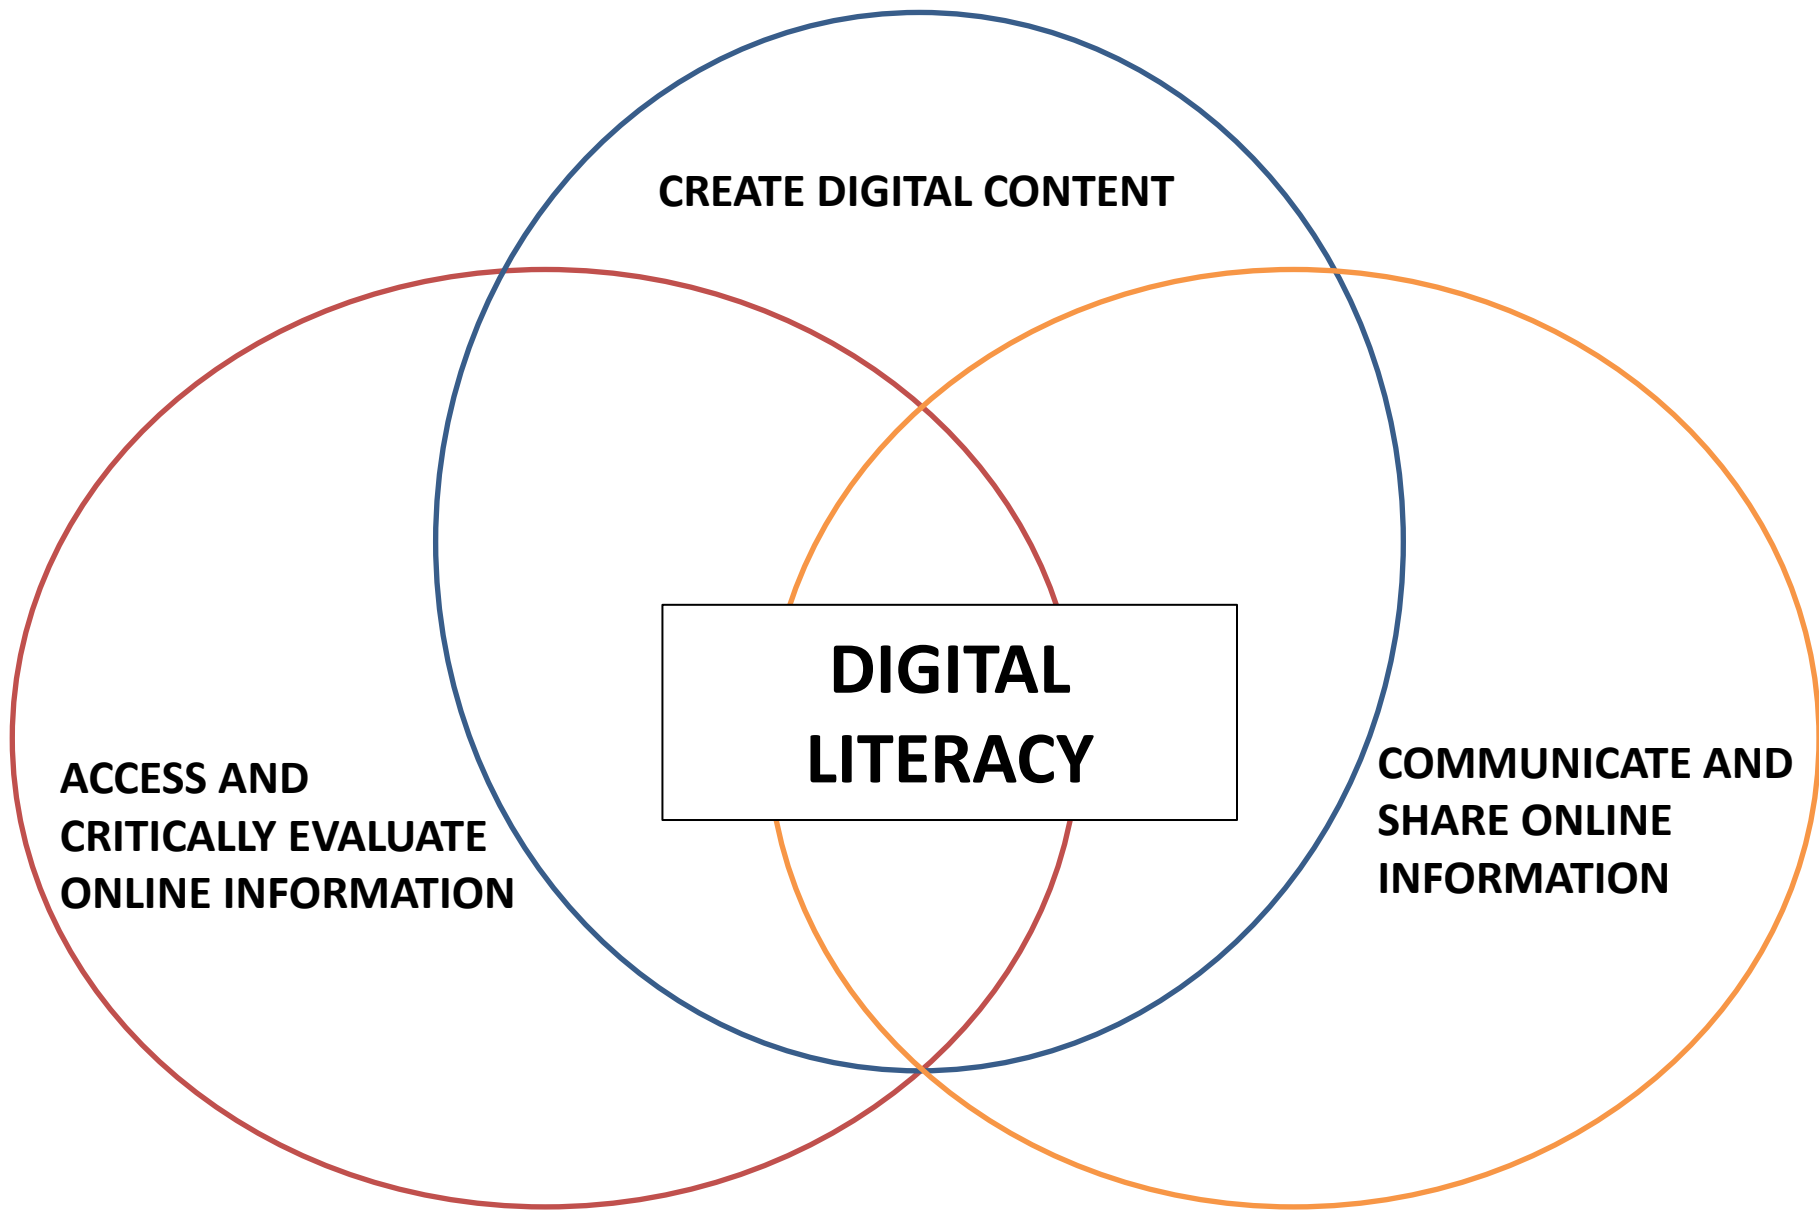 CREATE DIGITAL CONTENT
DIGITAL
LITERACY
ACCESS AND
CRITICALLY EVALUATE
ONLINE INFORMATION
COMMUNICATE AND
SHARE ONLINE
INFORMATION